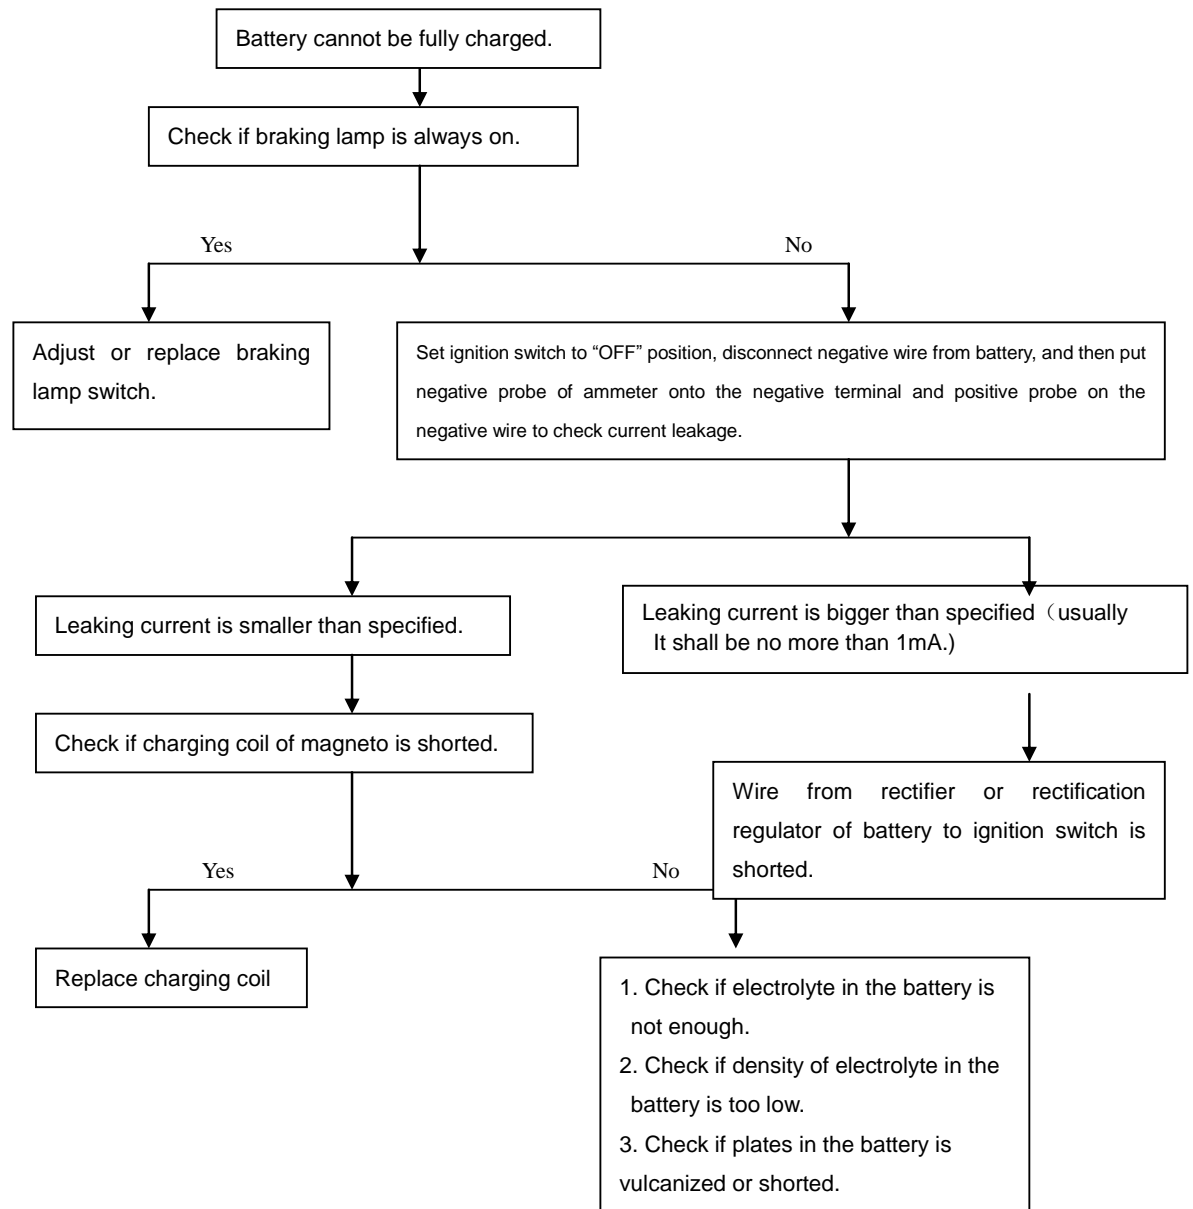 Battery cannot be fully charged.
Check if braking lamp is always on.
Yes
No
Adjust or replace braking
lamp switch.
Set ignition switch to “OFF” position, disconnect negative wire from battery, and then put
negative probe of ammeter onto the negative terminal and positive probe on the
negative wire to check current leakage.
Leaking current is smaller than specified.
Leaking current is bigger than specified（usually
It shall be no more than 1mA.)
Check if charging coil of magneto is shorted.
Wire from rectifier or rectification
regulator of battery to ignition switch is
shorted.
Yes
No
Replace charging coil
1. Check if electrolyte in the battery is
not enough.
2. Check if density of electrolyte in the
battery is too low.
3. Check if plates in the battery is
vulcanized or shorted.